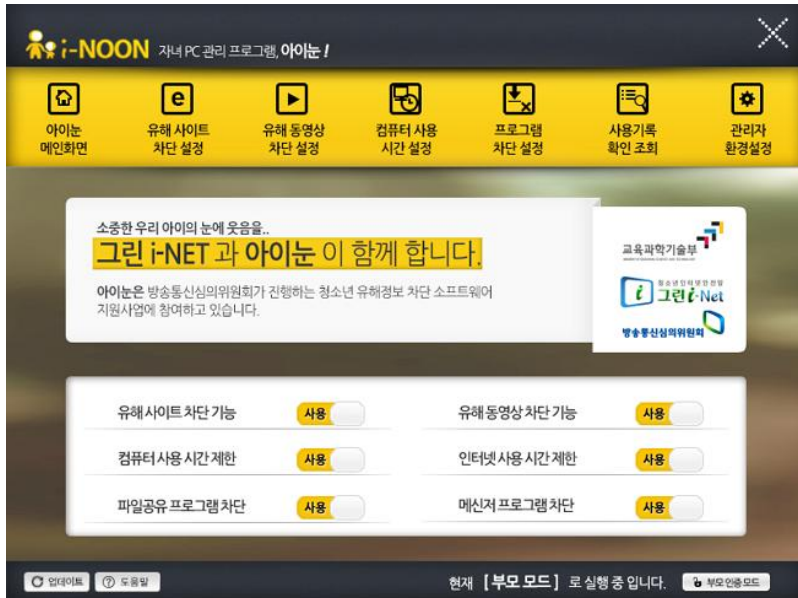 i-NOON 자녀 PC 관리 프로그램, 아이눈!
아이눈
메인화면
유해 사이트
차단 설정
유해 동영상
차단 설정
컴퓨터 사용
시간 설정
프로그램
차단 설정
사용기록
확인 조회
관리자
환경설정
소중한 우리 아이의 눈에 웃음을..
그린 i-NET 과 아이눈 이 함께 합니다.
아이눈은 방송통신심의위원회가 진행하는 청소년 유해정보 차단 소프트웨어
지원사업에 참여하고 있습니다.
교육과학기술부
그린 i-Net
방송통신심의위원회
유해 사이트 차단 기능 사용
유해 동영상 차단 기능 사용
컴퓨터 사용 시간 제한 사용
인터넷 사용 시간 제한 사용
파일공유 프로그램 차단 사용
메신저 프로그램 차단 사용
업데이트
도움말
현재 [부모 모드] 로 실행 중 입니다.
부모 인증 모드